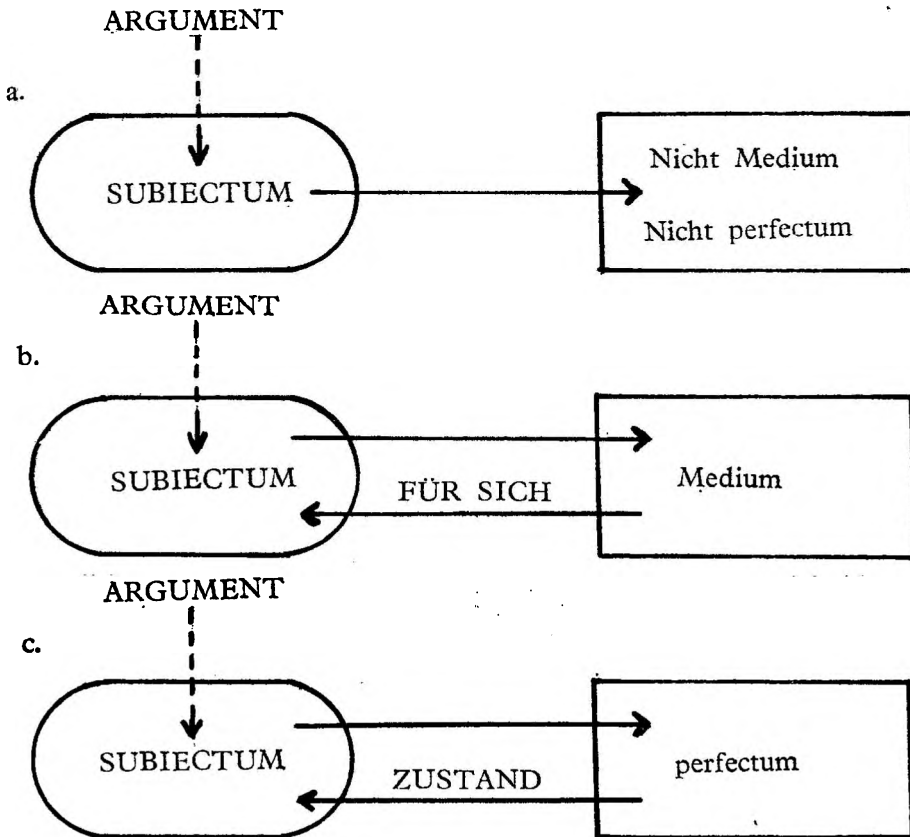 ARGUMENT
a.
SUBIECTUM
Nicht Medium
Nicht perfectum
ARGUMENT
b.
SUBIECTUM
FÜR SICH
Medium
ARGUMENT
c.
SUBIECTUM
ZUSTAND
perfectum